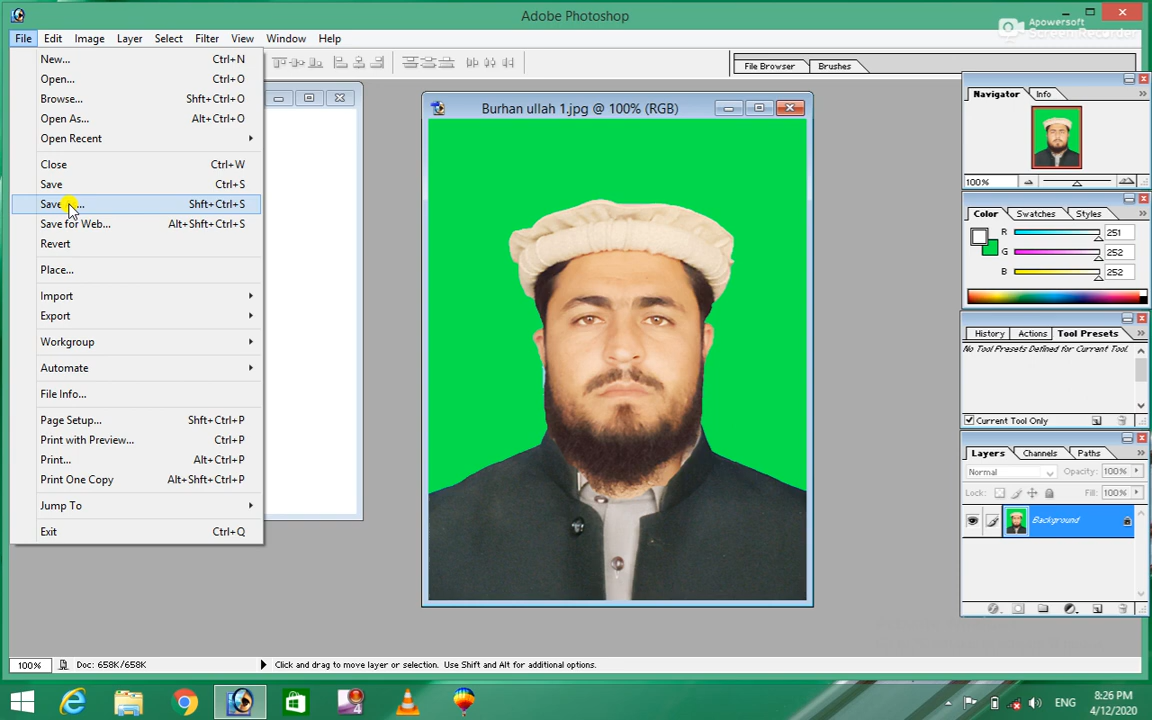 Adobe Photoshop
Apowersoft
Screen Recorder
File Edit Image Layer Select Filter View Window Help
New... Ctrl+N
Open... Ctrl+O
Browse... Shft+Ctrl+O
Open As... Alt+Ctrl+O
Open Recent
Close Ctrl+W
Save Ctrl+S
Save ... Shft+Ctrl+S
Save for Web... Alt+Shft+Ctrl+S
Revert
Place...
Import
Export
Workgroup
Automate
File Info...
Page Setup... Shft+Ctrl+P
Print with Preview... Ctrl+P
Print... Alt+Ctrl+P
Print One Copy Alt+Shft+Ctrl+P
Jump To
Exit Ctrl+Q
File Browser Brushes
Burhan ullah 1.jpg @ 100% (RGB)
Navigator Info
100%
Color Swatches Styles
R 251
G 252
B 252
History Actions Tool Presets
No Tool Presets Defined for Current Tool.
Current Tool Only
Layers Channels Paths
Normal Opacity: 100%
Lock: Fill: 100%
Background
100% Doc: 658K/658K Click and drag to move layer or selection. Use Shift and Alt for additional options.
4
ENG
8:26 PM
4/12/2020